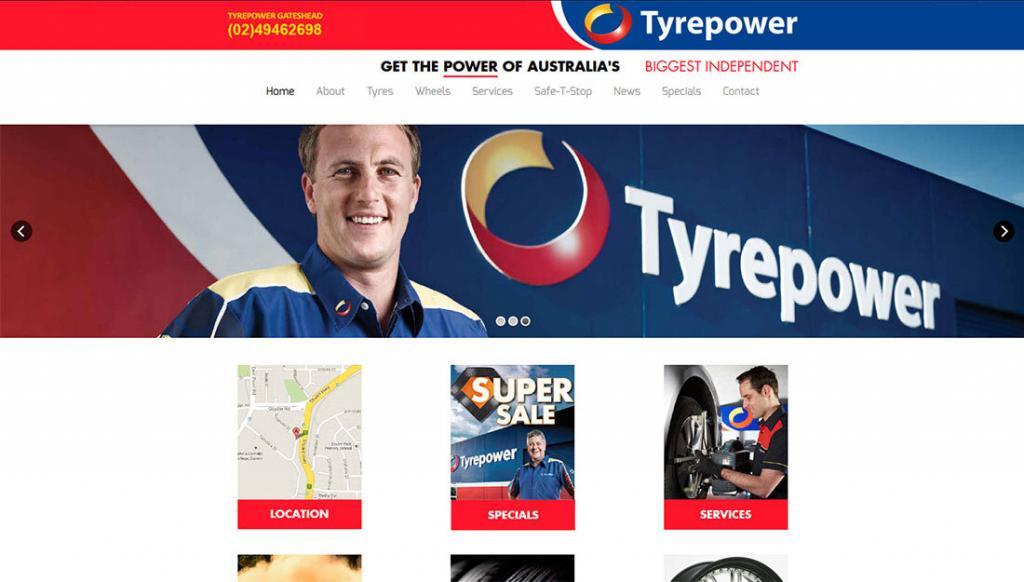 TYREPOWER GATESHEAD
(02)49462698
Tyrepower
GET THE POWER OF AUSTRALIA'S BIGGEST INDEPENDENT
Home About Tyres Wheels Services Safe-T-Stop News Specials Contact
Tyrepower
SUPER
SALE
Tyrepower
LOCATION
SPECIALS
SERVICES